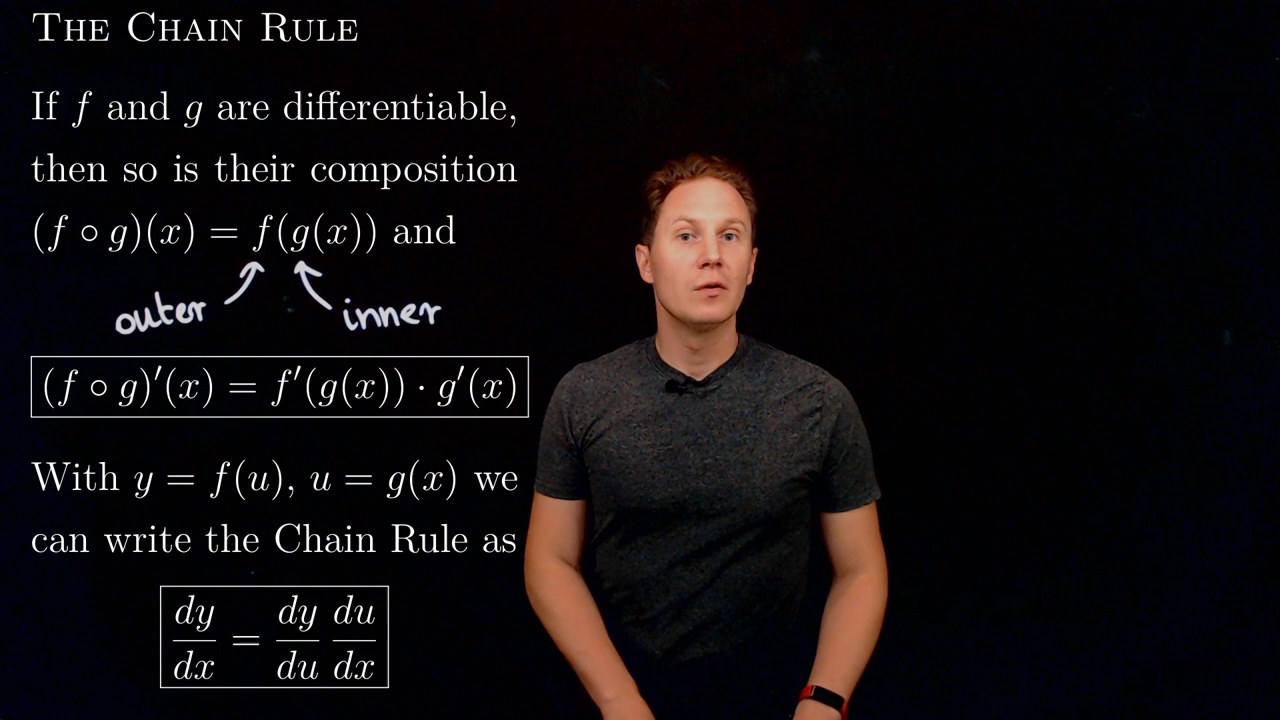 The Chain Rule
If f and g are differentiable,
then so is their composition
(f ∘ g)(x) = f(g(x)) and
outer inner
(f ∘ g)′(x) = f′(g(x)) · g′(x)
With y = f(u), u = g(x) we
can write the Chain Rule as
dy/dx = dy/du du/dx